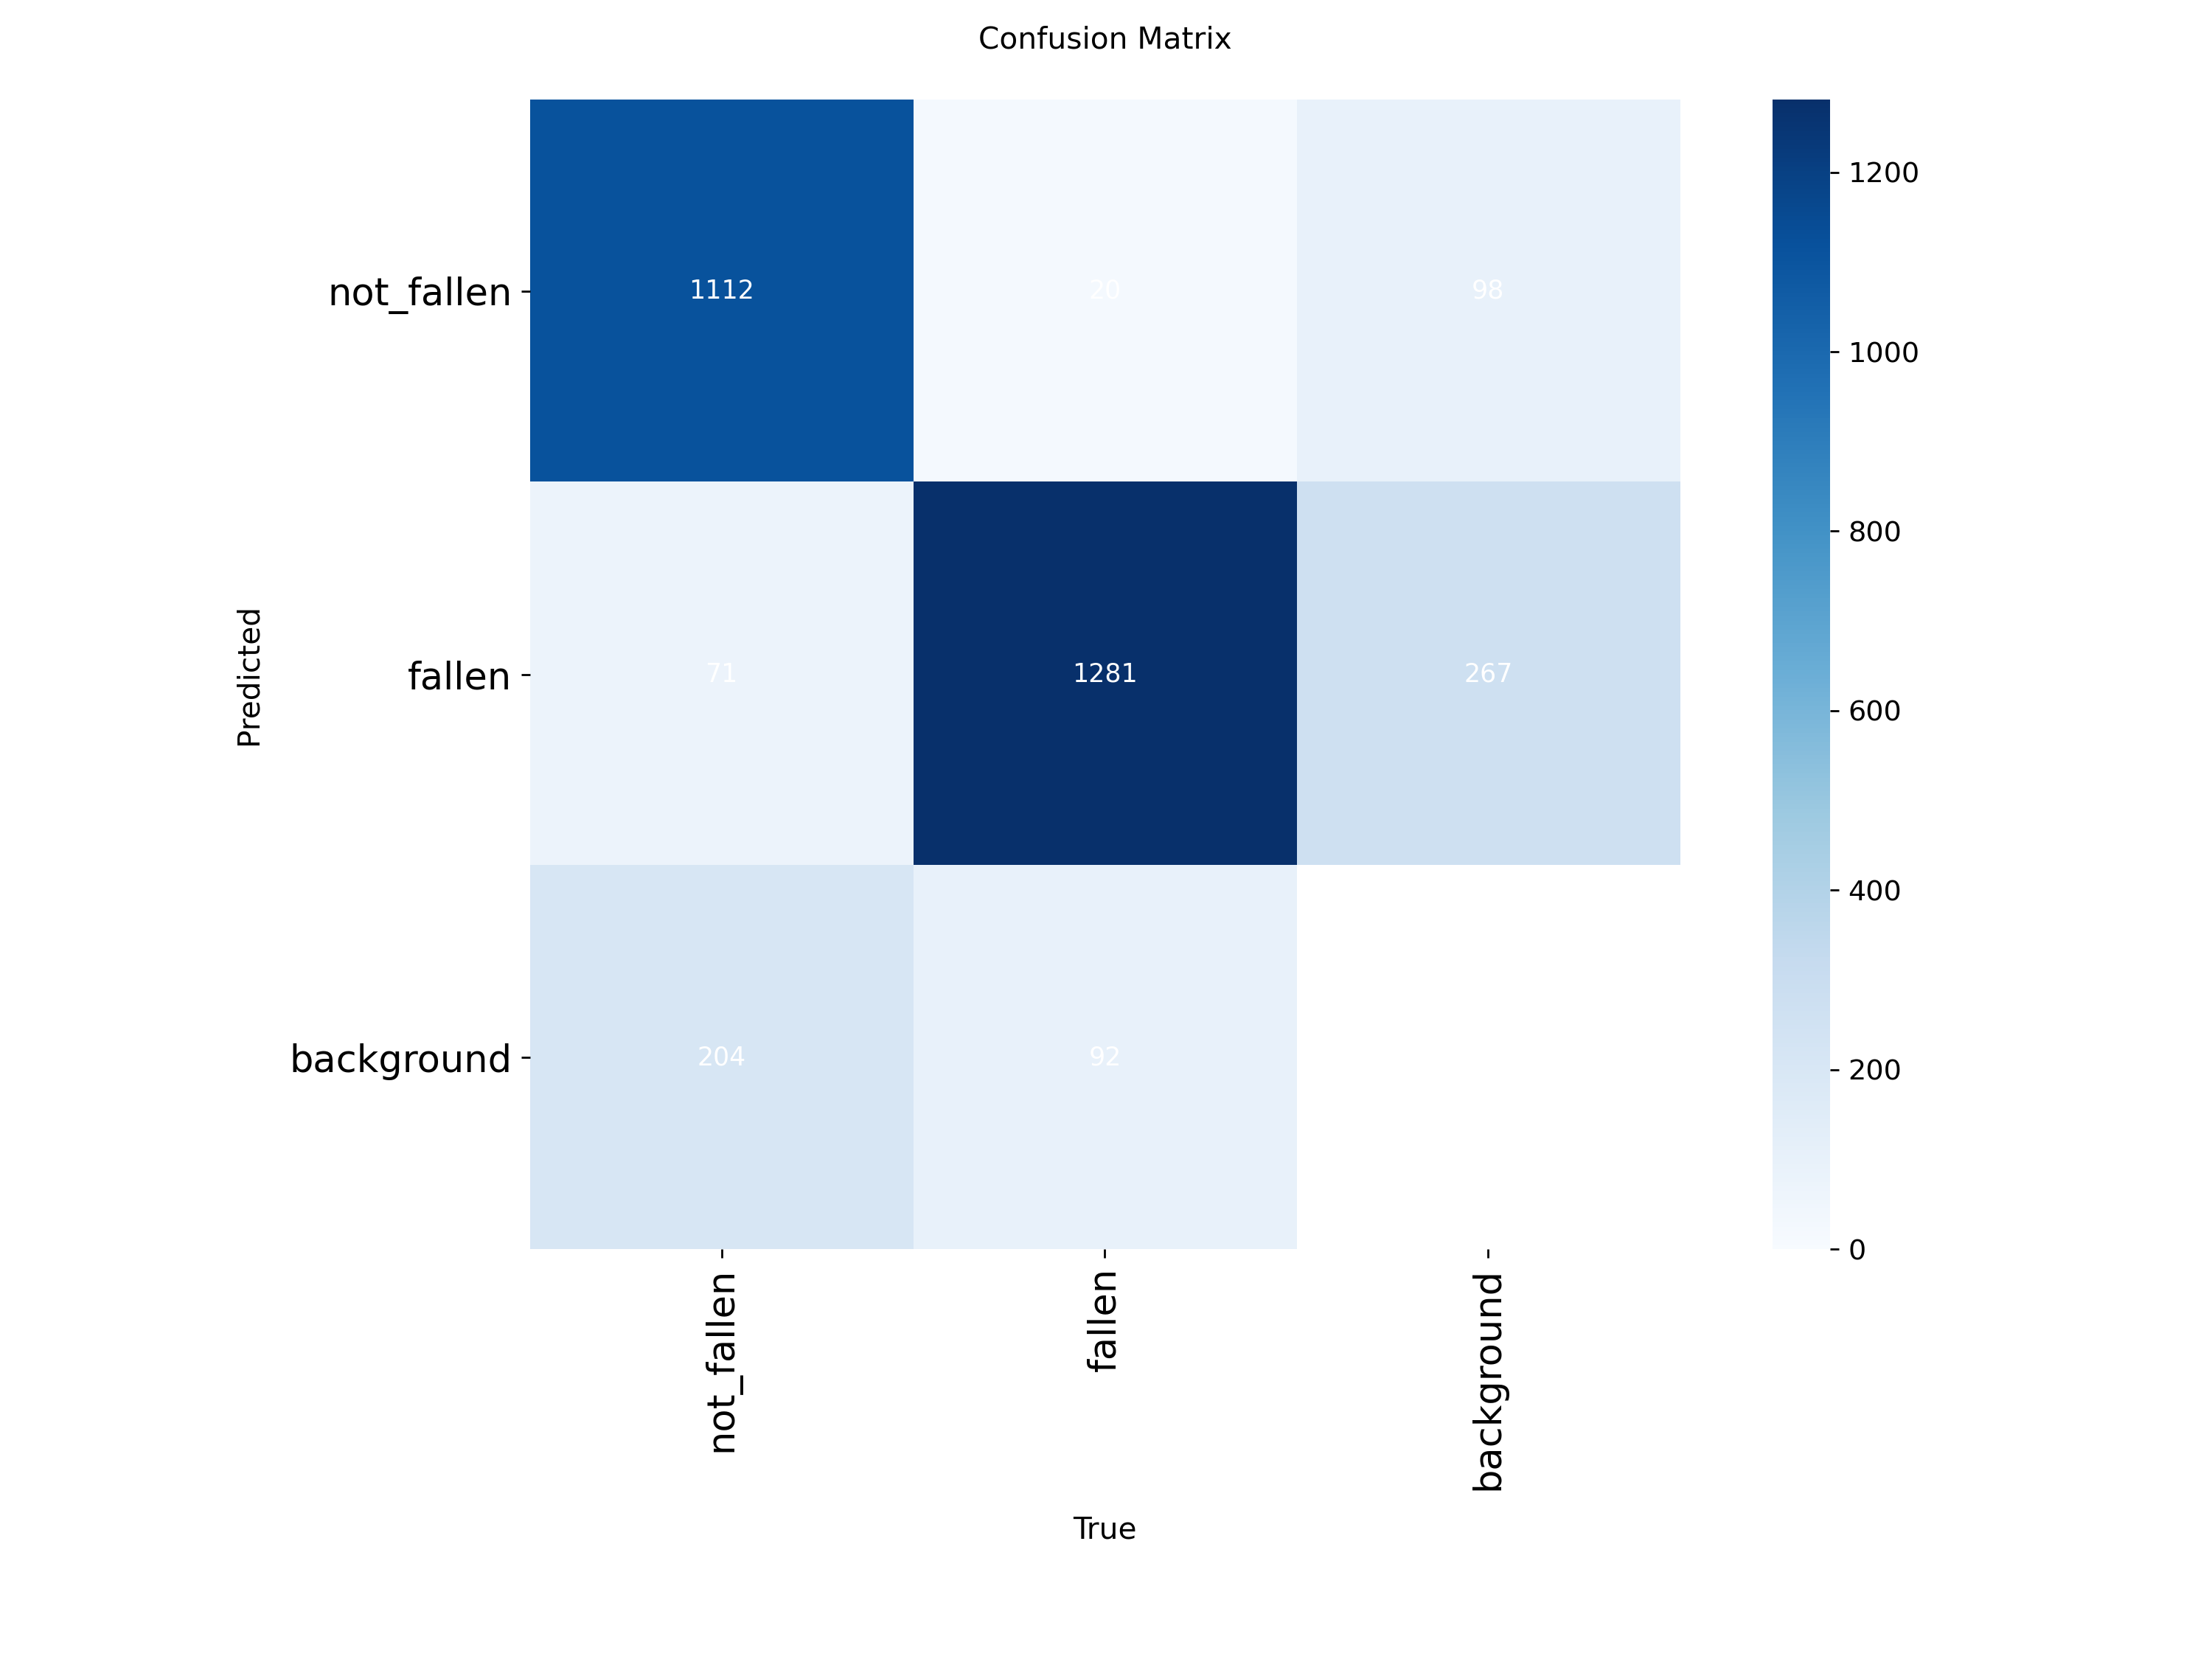 Confusion Matrix
not_fallen
1112
20
98
1200
1000
800
600
400
200
0
Predicted
fallen
71
1281
267
background
204
92
not_fallen
fallen
background
True